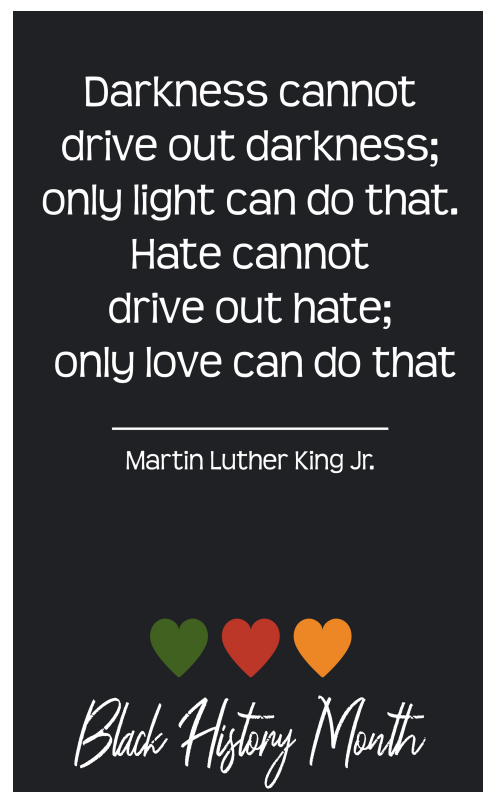 Darkness cannot
drive out darkness;
only light can do that.
Hate cannot
drive out hate;
only love can do that
Martin Luther King Jr.
Black History Month